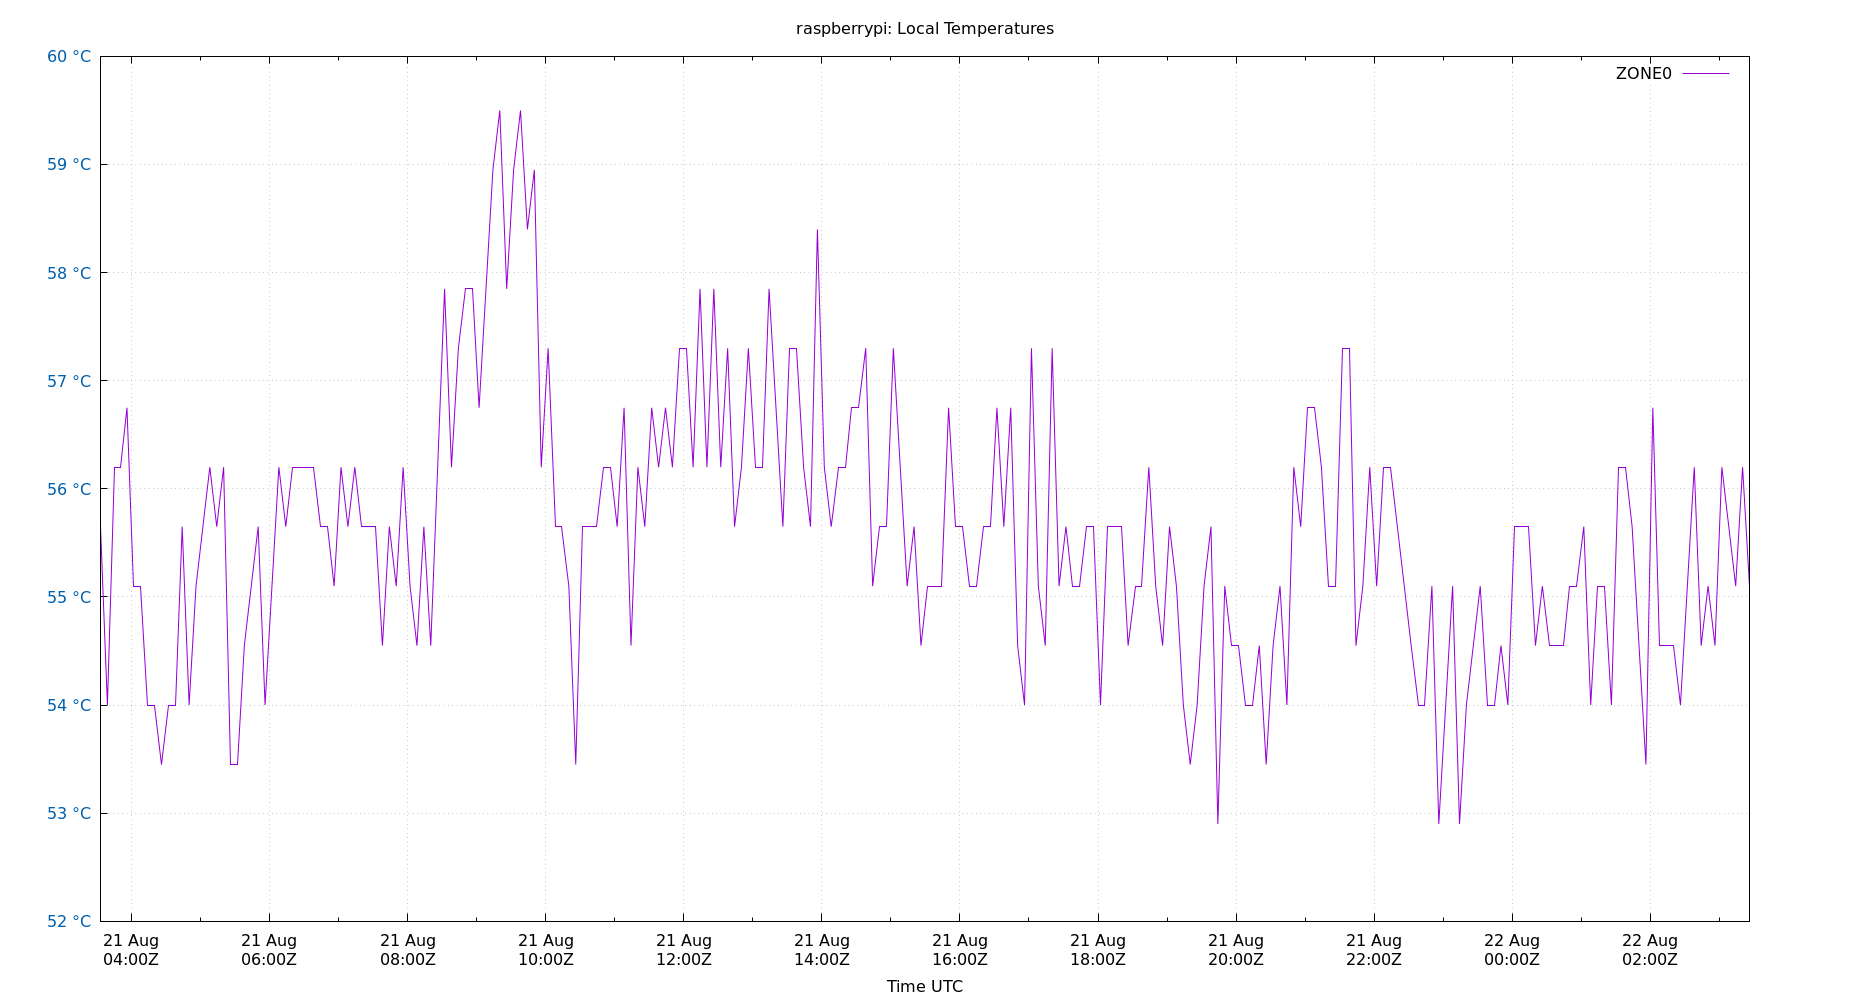 raspberrypi: Local Temperatures
60 °C
ZONE0
59 °C
58 °C
57 °C
56 °C
55 °C
54 °C
53 °C
52 °C
21 Aug 21 Aug 21 Aug 21 Aug 21 Aug 21 Aug 21 Aug 21 Aug 21 Aug 21 Aug 22 Aug 22 Aug
04:00Z 06:00Z 08:00Z 10:00Z 12:00Z 14:00Z 16:00Z 18:00Z 20:00Z 22:00Z 00:00Z 02:00Z
Time UTC